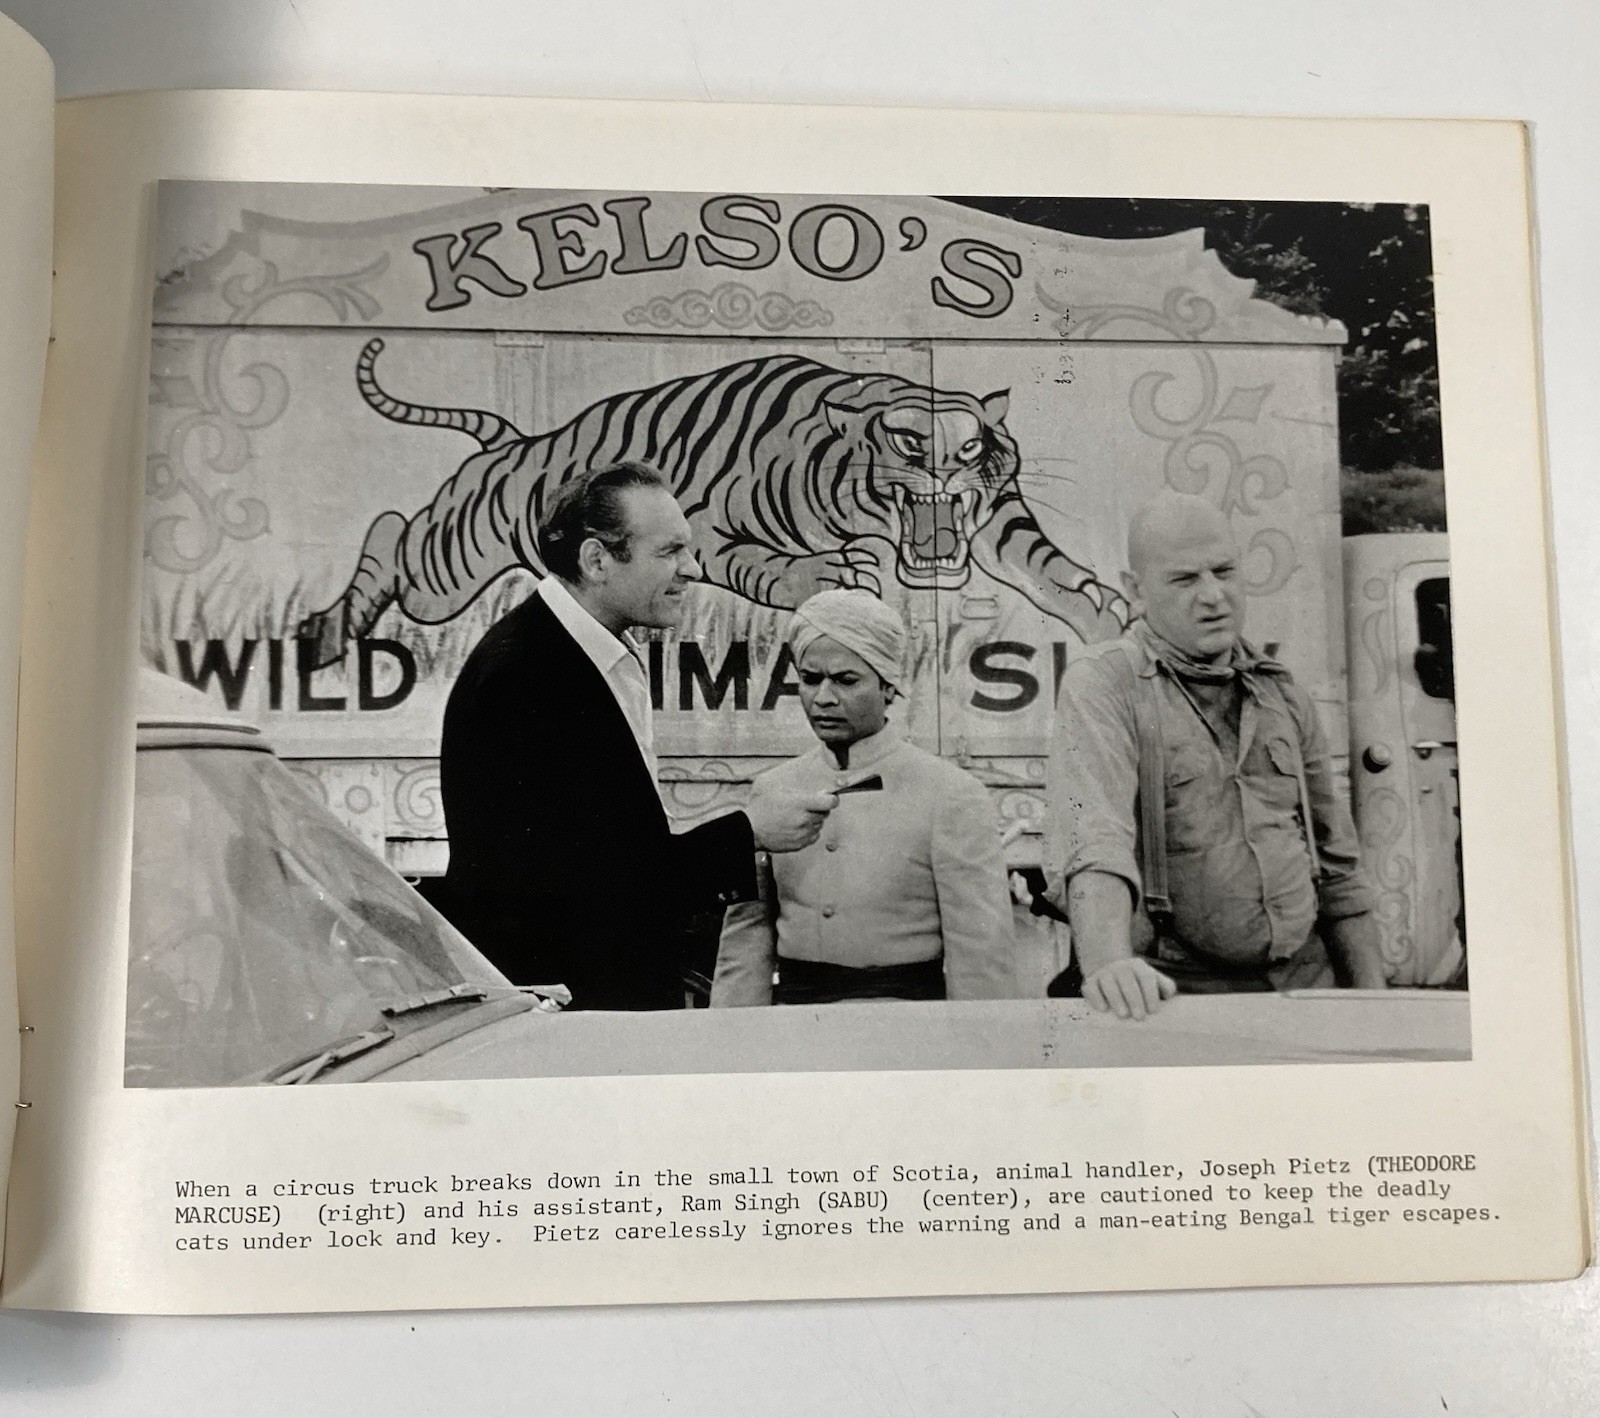 KELSO'S
WILD IMA S
When a circus truck breaks down in the small town of Scotia, animal handler, Joseph Pietz (THEODORE
MARCUSE) (right) and his assistant, Ram Singh (SABU) (center), are cautioned to keep the deadly
cats under lock and key. Pietz carelessly ignores the warning and a man-eating Bengal tiger escapes.